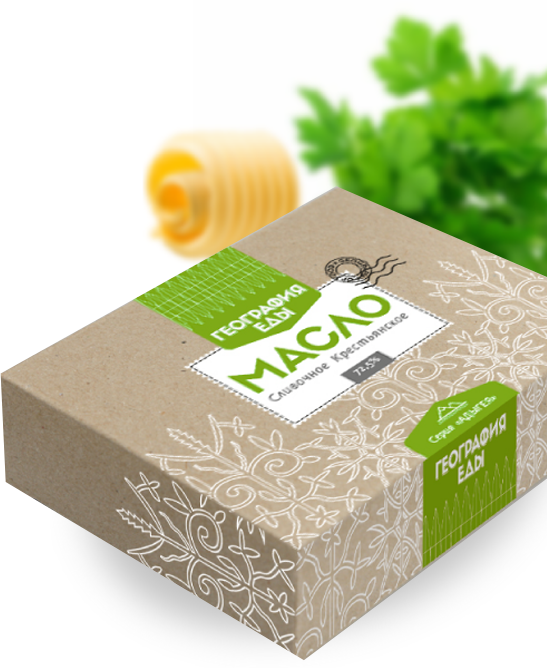 ГЕОГРАФИЯ
ЕДЫ
МАСЛО
Сливочное Крестьянское
72,5%
Серия «АДЫГЕЯ»
ГЕОГРАФИЯ
ЕДЫ